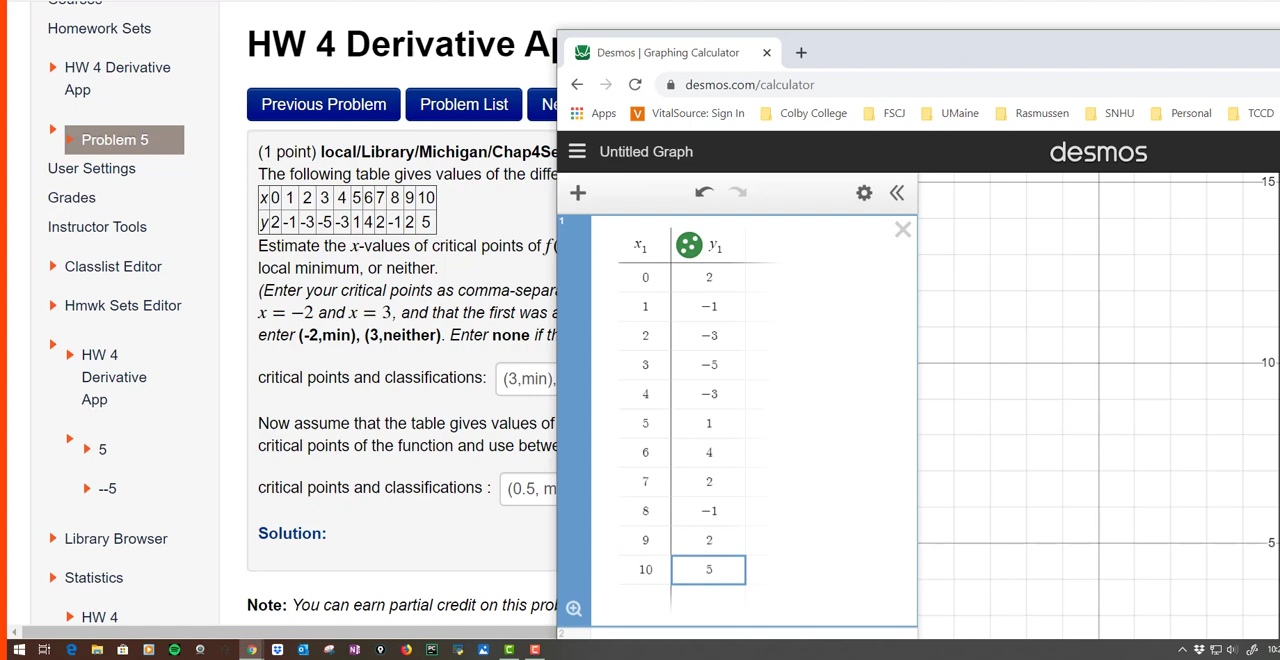 Courses
Homework Sets
HW 4 Derivative
App
Problem 5
User Settings
Grades
Instructor Tools
Classlist Editor
Hmwk Sets Editor
HW 4
Derivative
App
5
--5
Library Browser
Statistics
HW 4
HW 4 Derivative Ap
Previous Problem
Problem List
Ne
(1 point) local/Library/Michigan/Chap4Se
The following table gives values of the diffe
x 0 1 2 3 4 5 6 7 8 9 10
y 2 -1 -3 -5 -3 1 4 2 -1 2 5
Estimate the x-values of critical points of f(
local minimum, or neither.
(Enter your critical points as comma-separa
x = −2 and x = 3, and that the first was a
enter (-2,min), (3,neither). Enter none if th
critical points and classifications: (3,min),
Now assume that the table gives values of
critical points of the function and use betwe
critical points and classifications : (0.5, m
Solution:
Note: You can earn partial credit on this prob
Desmos | Graphing Calculator
desmos.com/calculator
Apps VitalSource: Sign In Colby College FSCJ UMaine Rasmussen SNHU Personal TCCD
Untitled Graph
desmos
1
x1 y1
0 2
1 −1
2 −3
3 −5
4 −3
5 1
6 4
7 2
8 −1
9 2
10 5
2
15
10
5